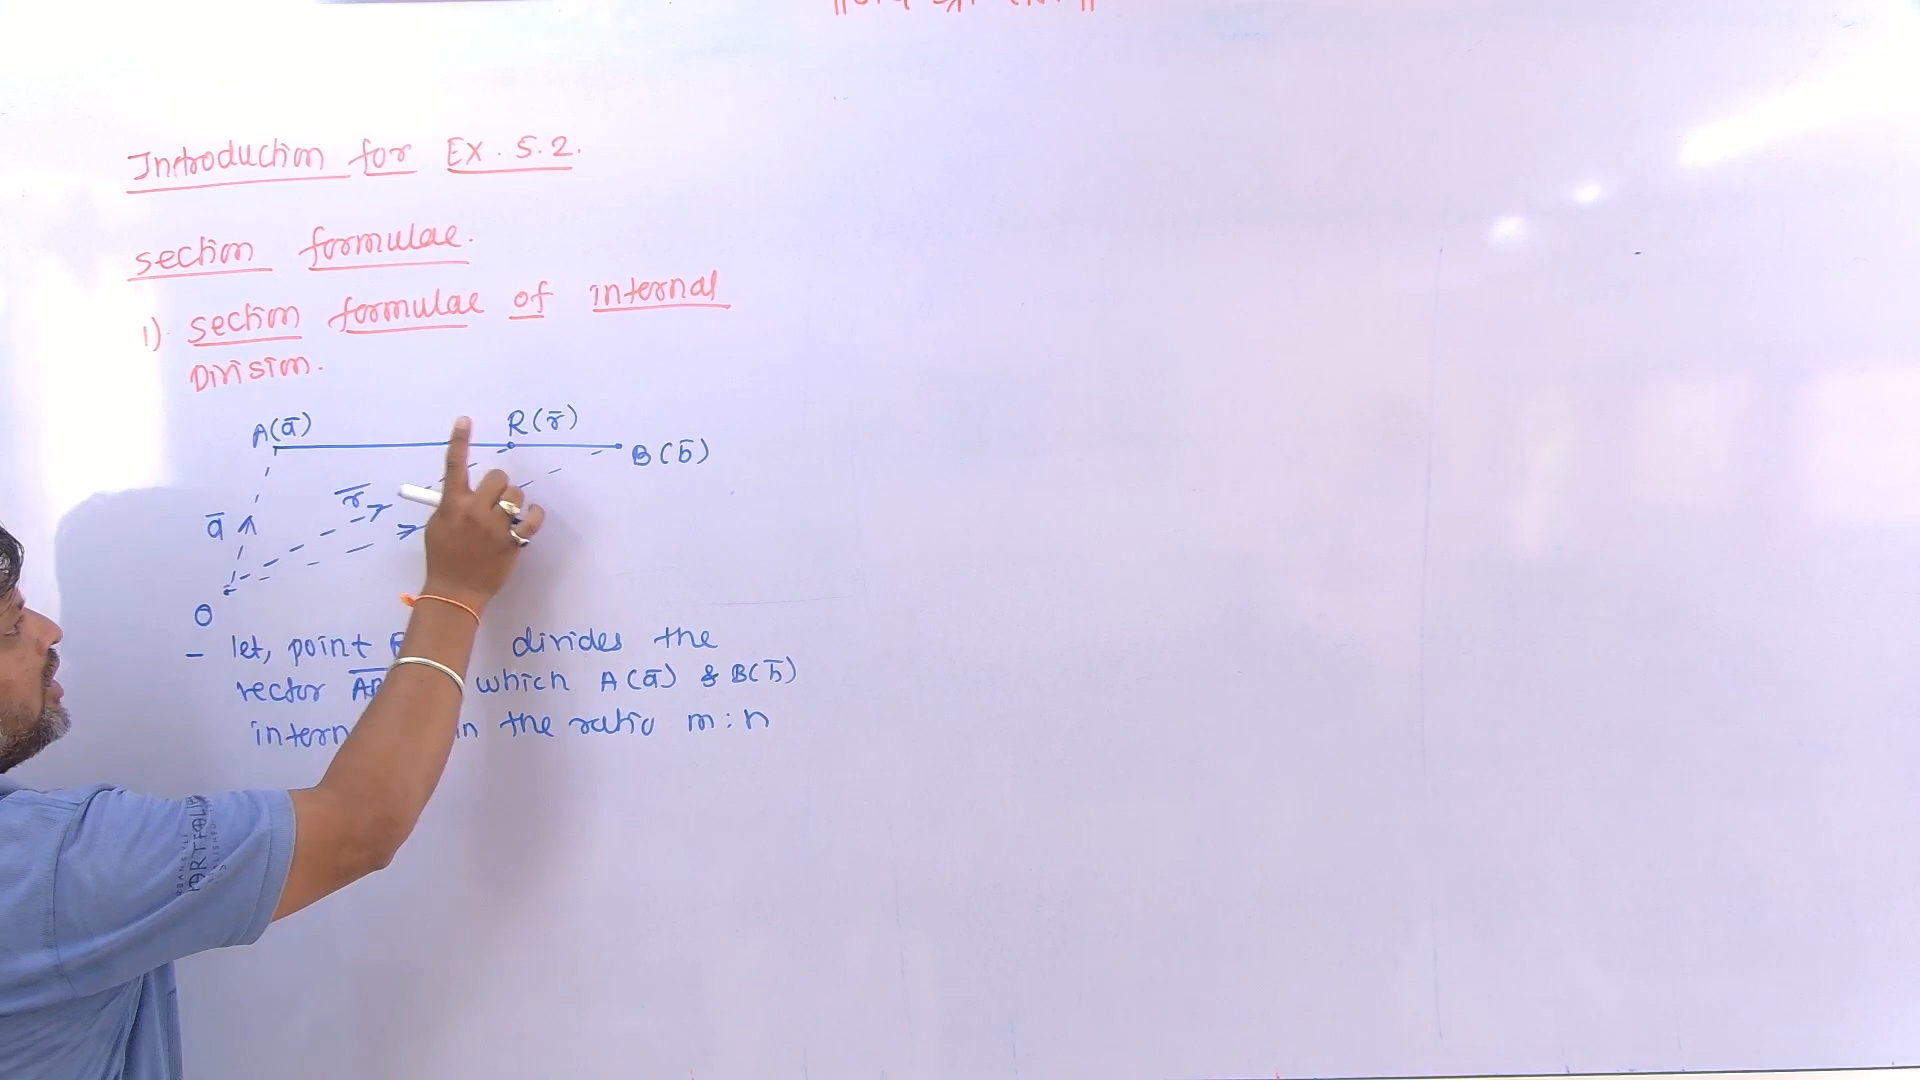 Introduction for EX. 5.2.
section formulae.
1). section formulae of internal
Division.
A(a̅) R(r̅)
B(b̅)
r̅
a̅
O
- let, point divides the
vector which A(a̅) & B(b̅)
in the ratio m:n